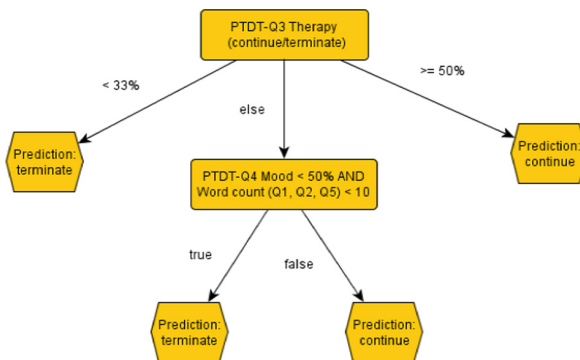 PTDT-Q3 Therapy
(continue/terminate)
< 33%
>= 50%
else
Prediction:
terminate
Prediction:
continue
PTDT-Q4 Mood < 50% AND
Word count (Q1, Q2, Q5) < 10
true
false
Prediction:
terminate
Prediction:
continue